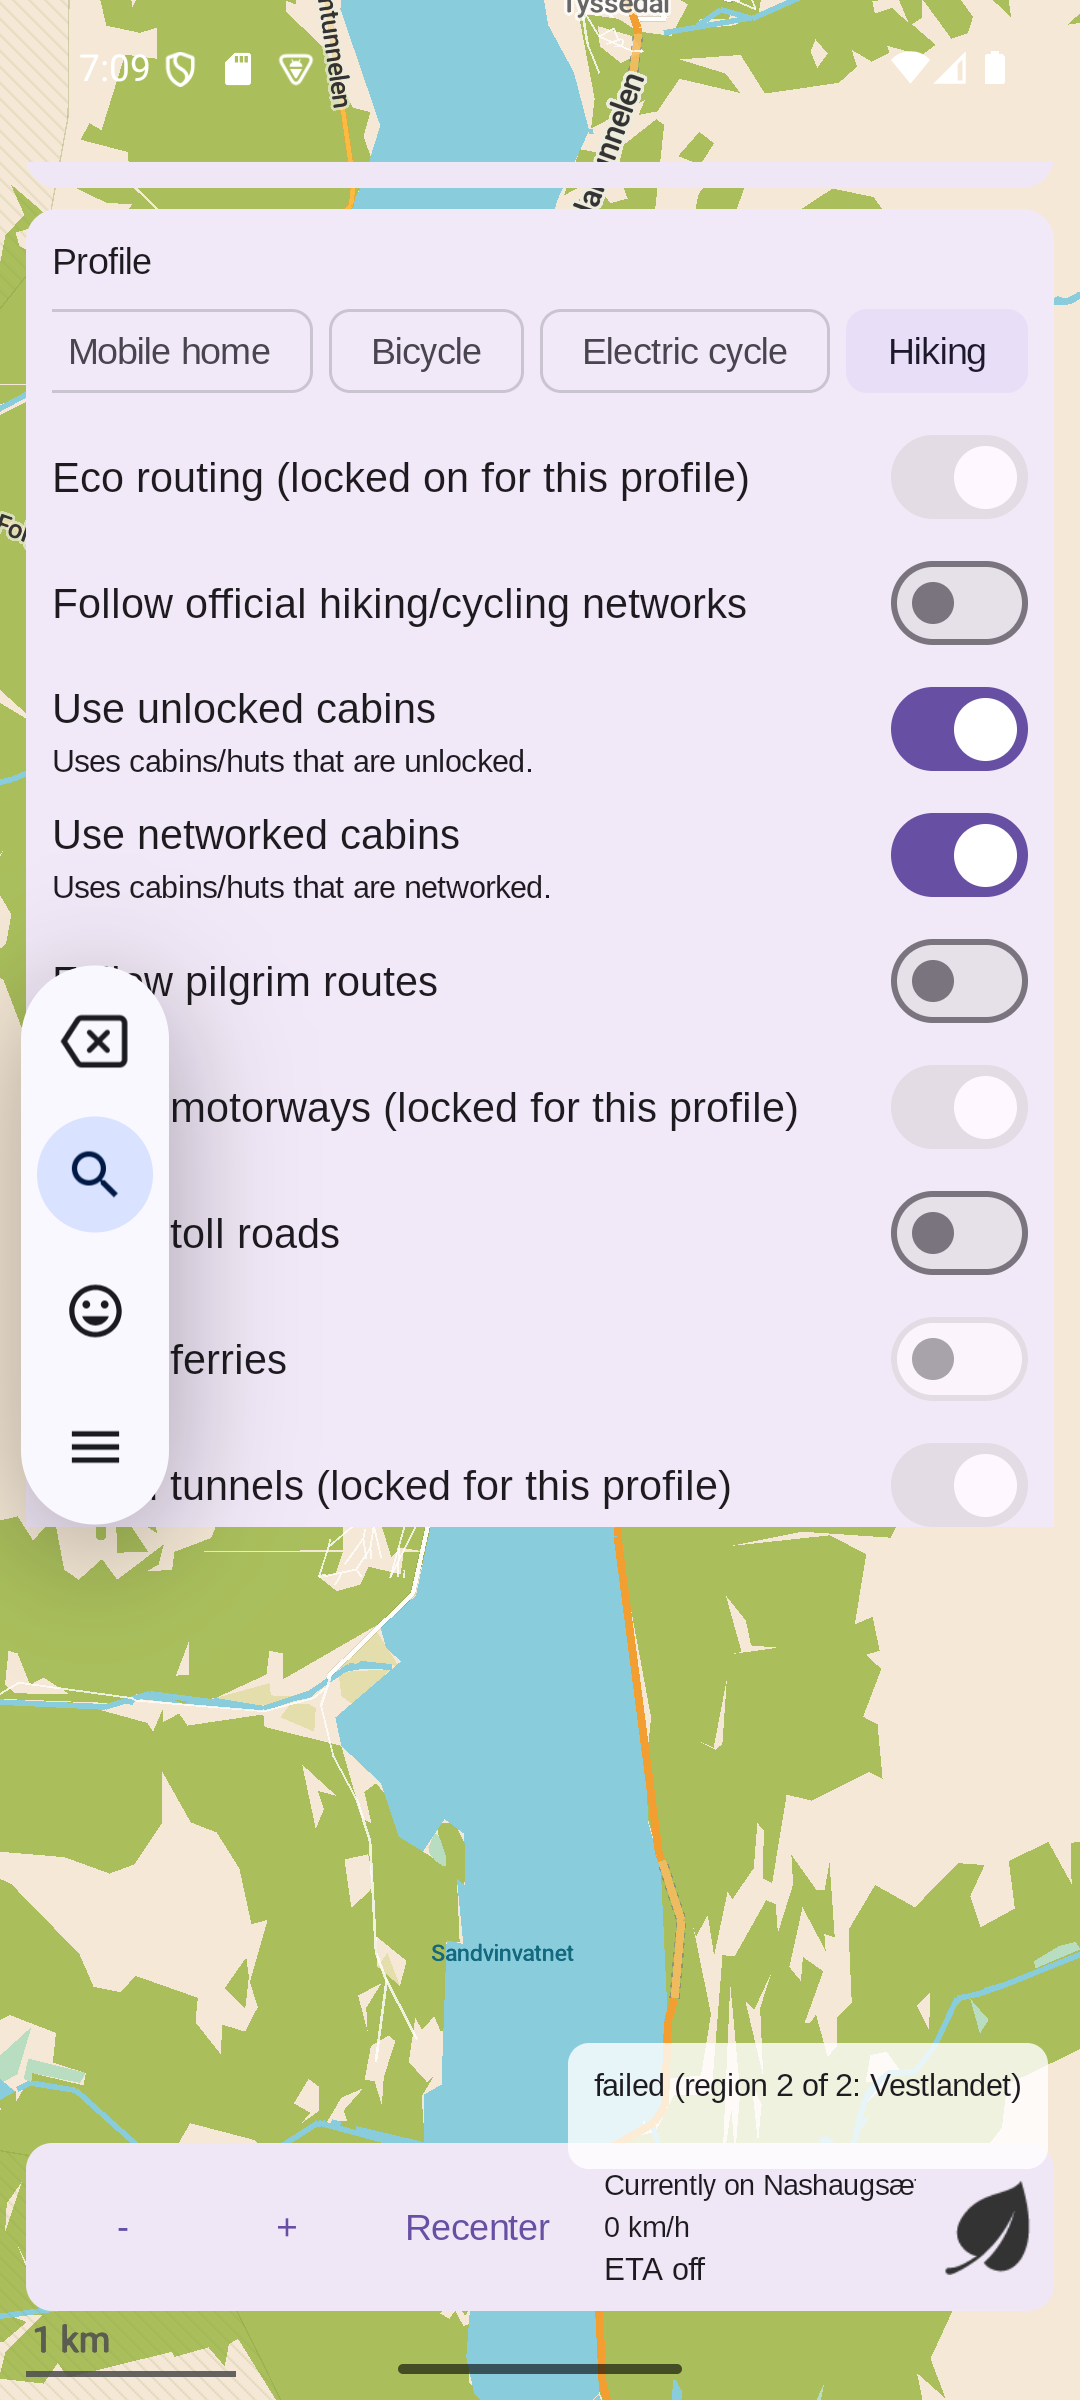 Tyssedal
7:09
Profile
Mobile home
Bicycle
Electric cycle
Hiking
Eco routing (locked on for this profile)
Follow official hiking/cycling networks
Use unlocked cabins
Uses cabins/huts that are unlocked.
Use networked cabins
Uses cabins/huts that are networked.
pilgrim routes
motorways (locked for this profile)
toll roads
ferries
tunnels (locked for this profile)
Sandvinvatnet
failed (region 2 of 2: Vestlandet)
Currently on
0 km/h
ETA off
-
+
Recenter
1 km